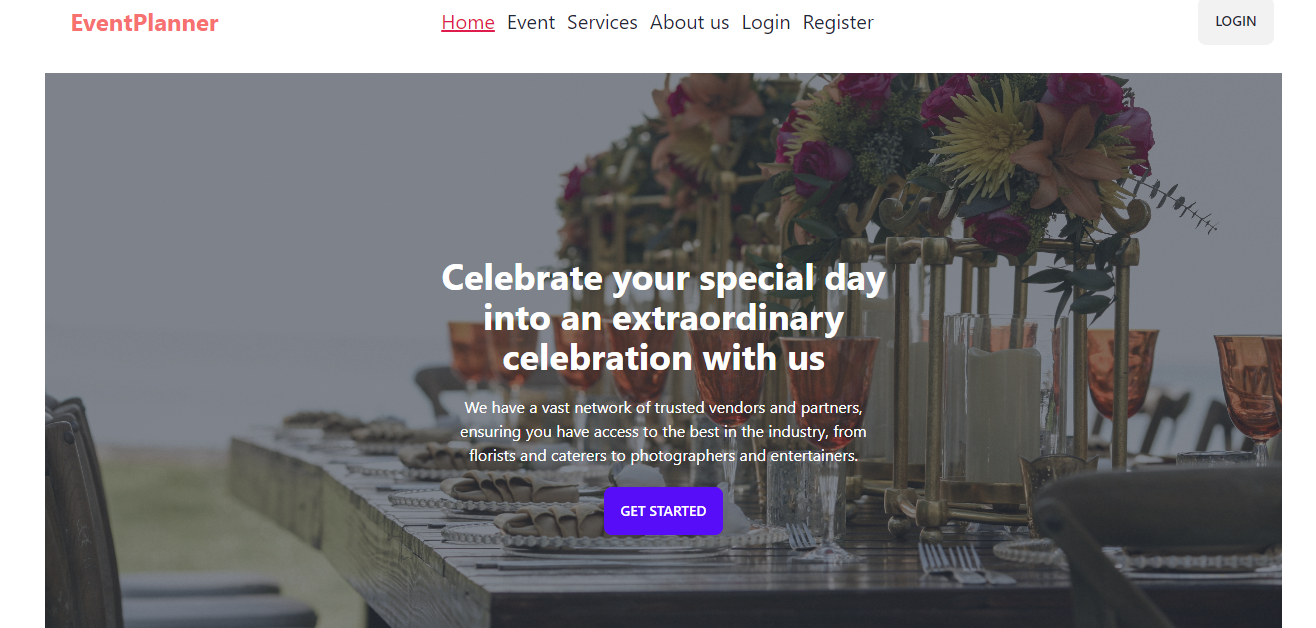 EventPlanner
Home Event Services About us Login Register
LOGIN
Celebrate your special day
into an extraordinary
celebration with us
We have a vast network of trusted vendors and partners,
ensuring you have access to the best in the industry, from
florists and caterers to photographers and entertainers.
GET STARTED